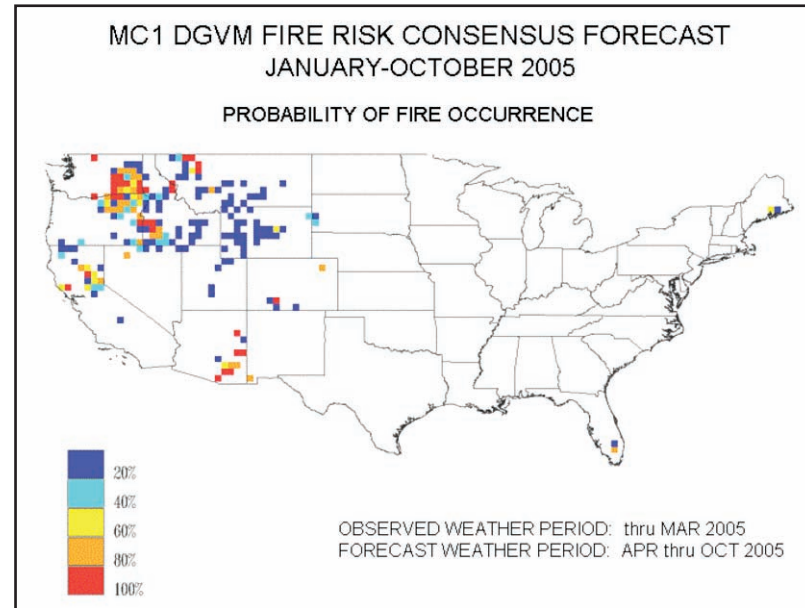 MC1 DGVM FIRE RISK CONSENSUS FORECAST
JANUARY-OCTOBER 2005
PROBABILITY OF FIRE OCCURRENCE
20%
40%
60%
80%
100%
OBSERVED WEATHER PERIOD: thru MAR 2005
FORECAST WEATHER PERIOD: APR thru OCT 2005